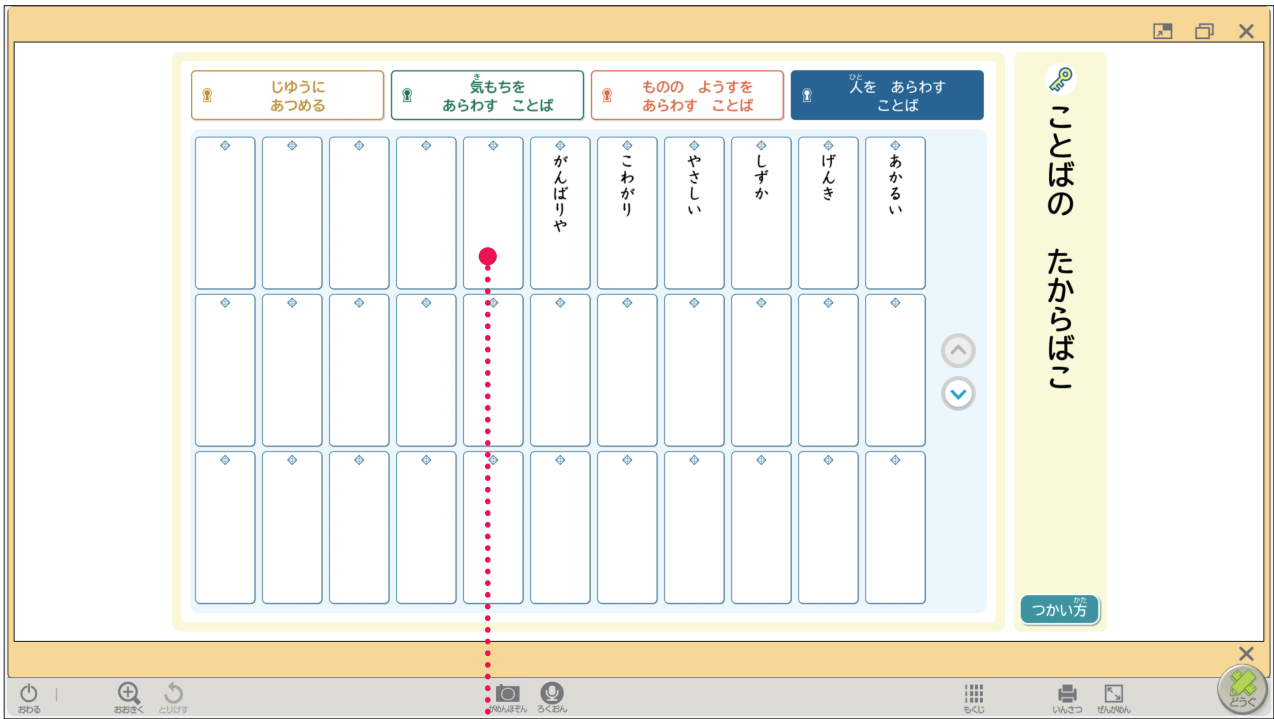 ことばの たからばこ
人を あらわす
ひと
ことば
ものの ようすを
あらわす ことば
気もちを
き
あらわす ことば
じゆうに
あつめる
あかるい
げんき
しずか
やさしい
こわがり
がんばりや
つかい方
かた
おわる
おおきく
とりけす
がめんほぞん
ろくおん
もくじ
いんさつ
ぜんがめん
どうぐ